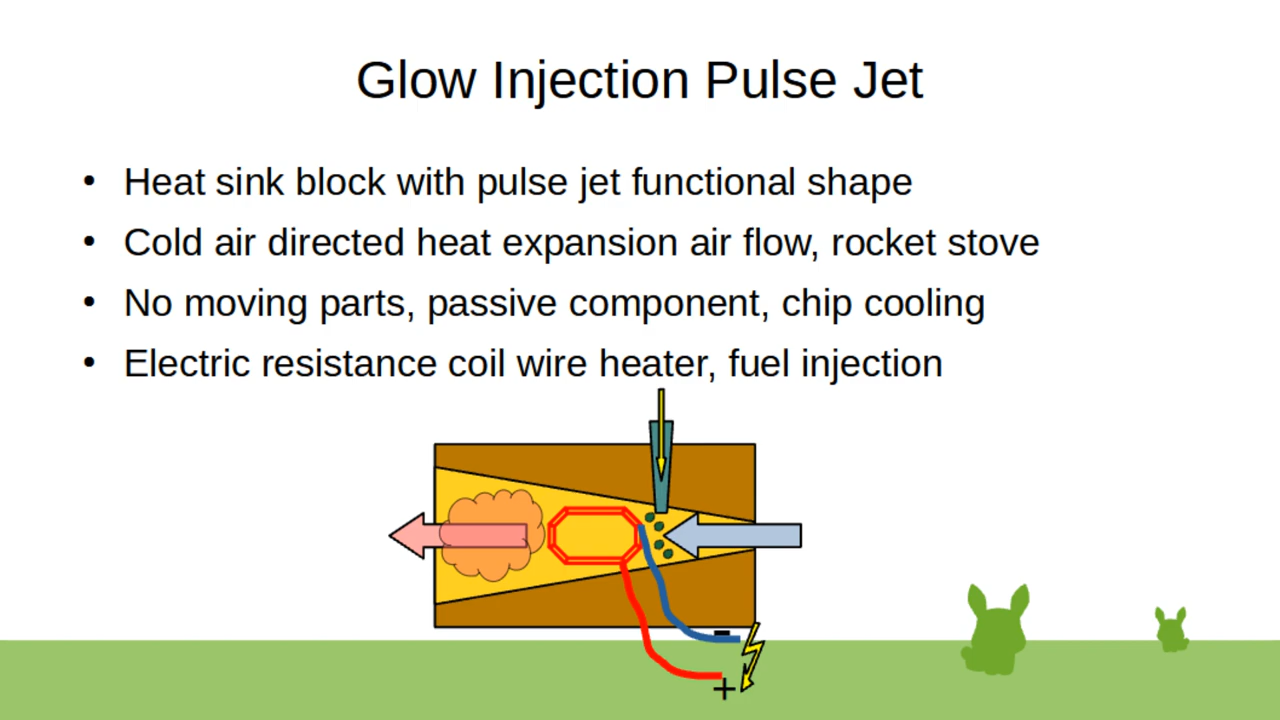 Glow Injection Pulse Jet
• Heat sink block with pulse jet functional shape
• Cold air directed heat expansion air flow, rocket stove
• No moving parts, passive component, chip cooling
• Electric resistance coil wire heater, fuel injection
-
+